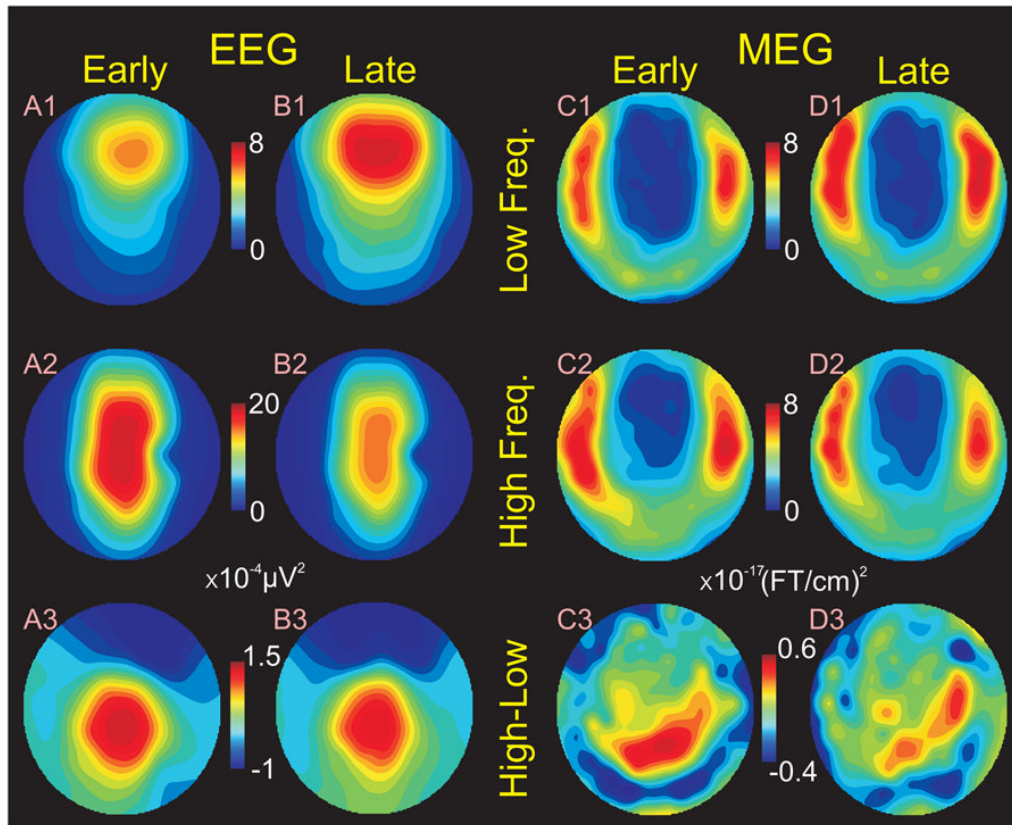 EEG MEG
Early Late Early Late
A1 B1 C1 D1
8 8
0 0
Low Freq.
A2 B2 C2 D2
20 8
0 0
High Freq.
x10⁻⁴µV² x10⁻¹⁷(FT/cm)²
A3 B3 C3 D3
1.5 0.6
-1 -0.4
High-Low